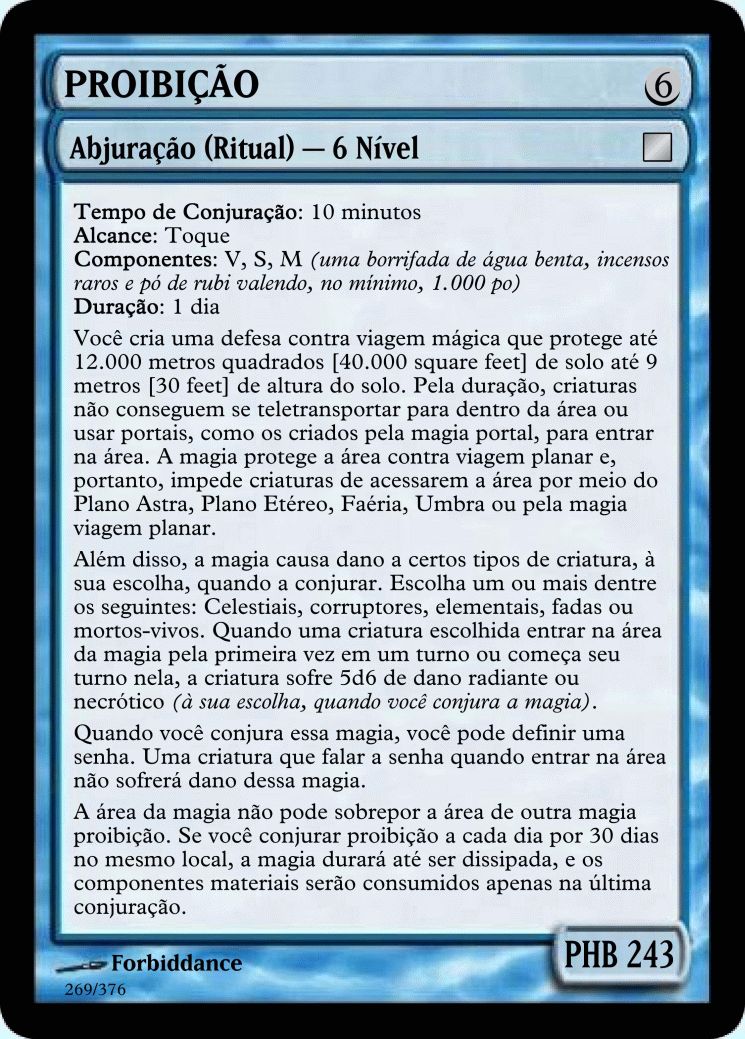 PROIBIÇÃO
6
Abjuração (Ritual) — 6 Nível
Tempo de Conjuração: 10 minutos
Alcance: Toque
Componentes: V, S, M (uma borrifada de água benta, incensos
raros e pó de rubi valendo, no mínimo, 1.000 po)
Duração: 1 dia
Você cria uma defesa contra viagem mágica que protege até
12.000 metros quadrados [40.000 square feet] de solo até 9
metros [30 feet] de altura do solo. Pela duração, criaturas
não conseguem se teletransportar para dentro da área ou
usar portais, como os criados pela magia portal, para entrar
na área. A magia protege a área contra viagem planar e,
portanto, impede criaturas de acessarem a área por meio do
Plano Astra, Plano Etéreo, Faéria, Umbra ou pela magia
viagem planar.
Além disso, a magia causa dano a certos tipos de criatura, à
sua escolha, quando a conjurar. Escolha um ou mais dentre
os seguintes: Celestiais, corruptores, elementais, fadas ou
mortos-vivos. Quando uma criatura escolhida entrar na área
da magia pela primeira vez em um turno ou começa seu
turno nela, a criatura sofre 5d6 de dano radiante ou
necrótico (à sua escolha, quando você conjura a magia).
Quando você conjura essa magia, você pode definir uma
senha. Uma criatura que falar a senha quando entrar na área
não sofrerá dano dessa magia.
A área da magia não pode sobrepor a área de outra magia
proibição. Se você conjurar proibição a cada dia por 30 dias
no mesmo local, a magia durará até ser dissipada, e os
componentes materiais serão consumidos apenas na última
conjuração.
PHB 243
Forbiddance
269/376